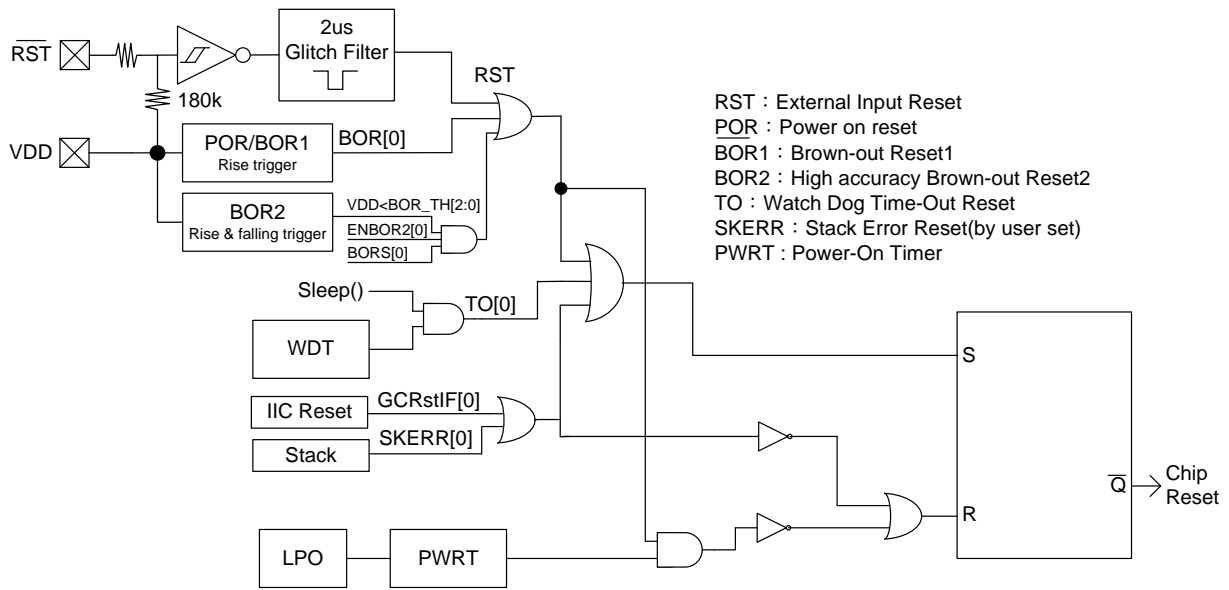 RST
2us
Glitch Filter
RST
180k
VDD
POR/BOR1
Rise trigger
BOR[0]
BOR2
Rise & falling trigger
VDD<BOR_TH[2:0]
ENBOR2[0]
BORS[0]
RST：External Input Reset
POR：Power on reset
BOR1：Brown-out Reset1
BOR2：High accuracy Brown-out Reset2
TO：Watch Dog Time-Out Reset
SKERR：Stack Error Reset(by user set)
PWRT : Power-On Timer
Sleep()
TO[0]
WDT
IIC Reset
GCRstIF[0]
Stack
SKERR[0]
LPO
PWRT
S
R
Q
Chip
Reset